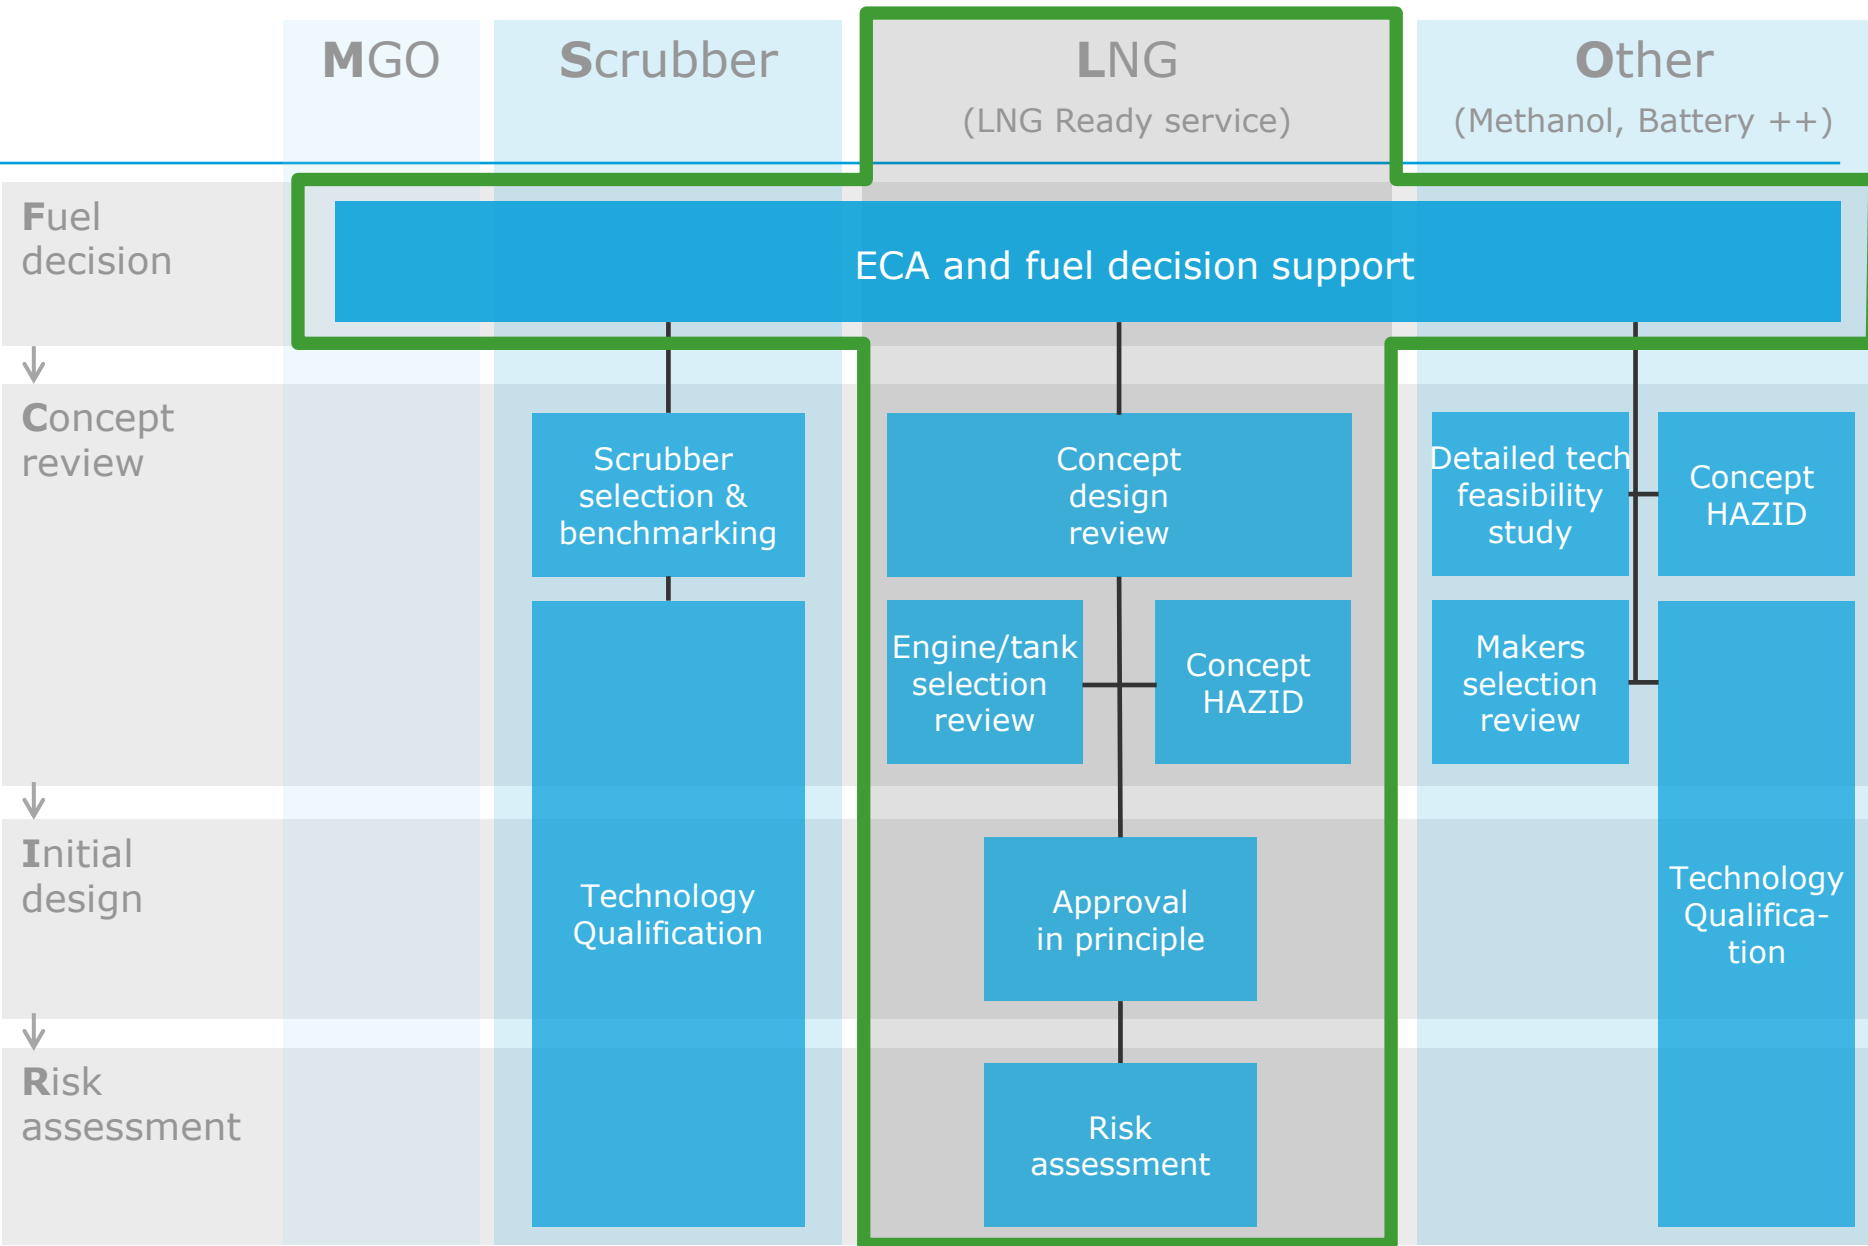 MGO
Scrubber
LNG
(LNG Ready service)
Other
(Methanol, Battery ++)
Fuel
decision
ECA and fuel decision support
Concept
review
Scrubber
selection &
benchmarking
Concept
design
review
Detailed tech
feasibility
study
Concept
HAZID
Engine/tank
selection
review
Concept
HAZID
Makers
selection
review
Initial
design
Technology
Qualification
Approval
in principle
Technology
Qualifica-
tion
Risk
assessment
Risk
assessment